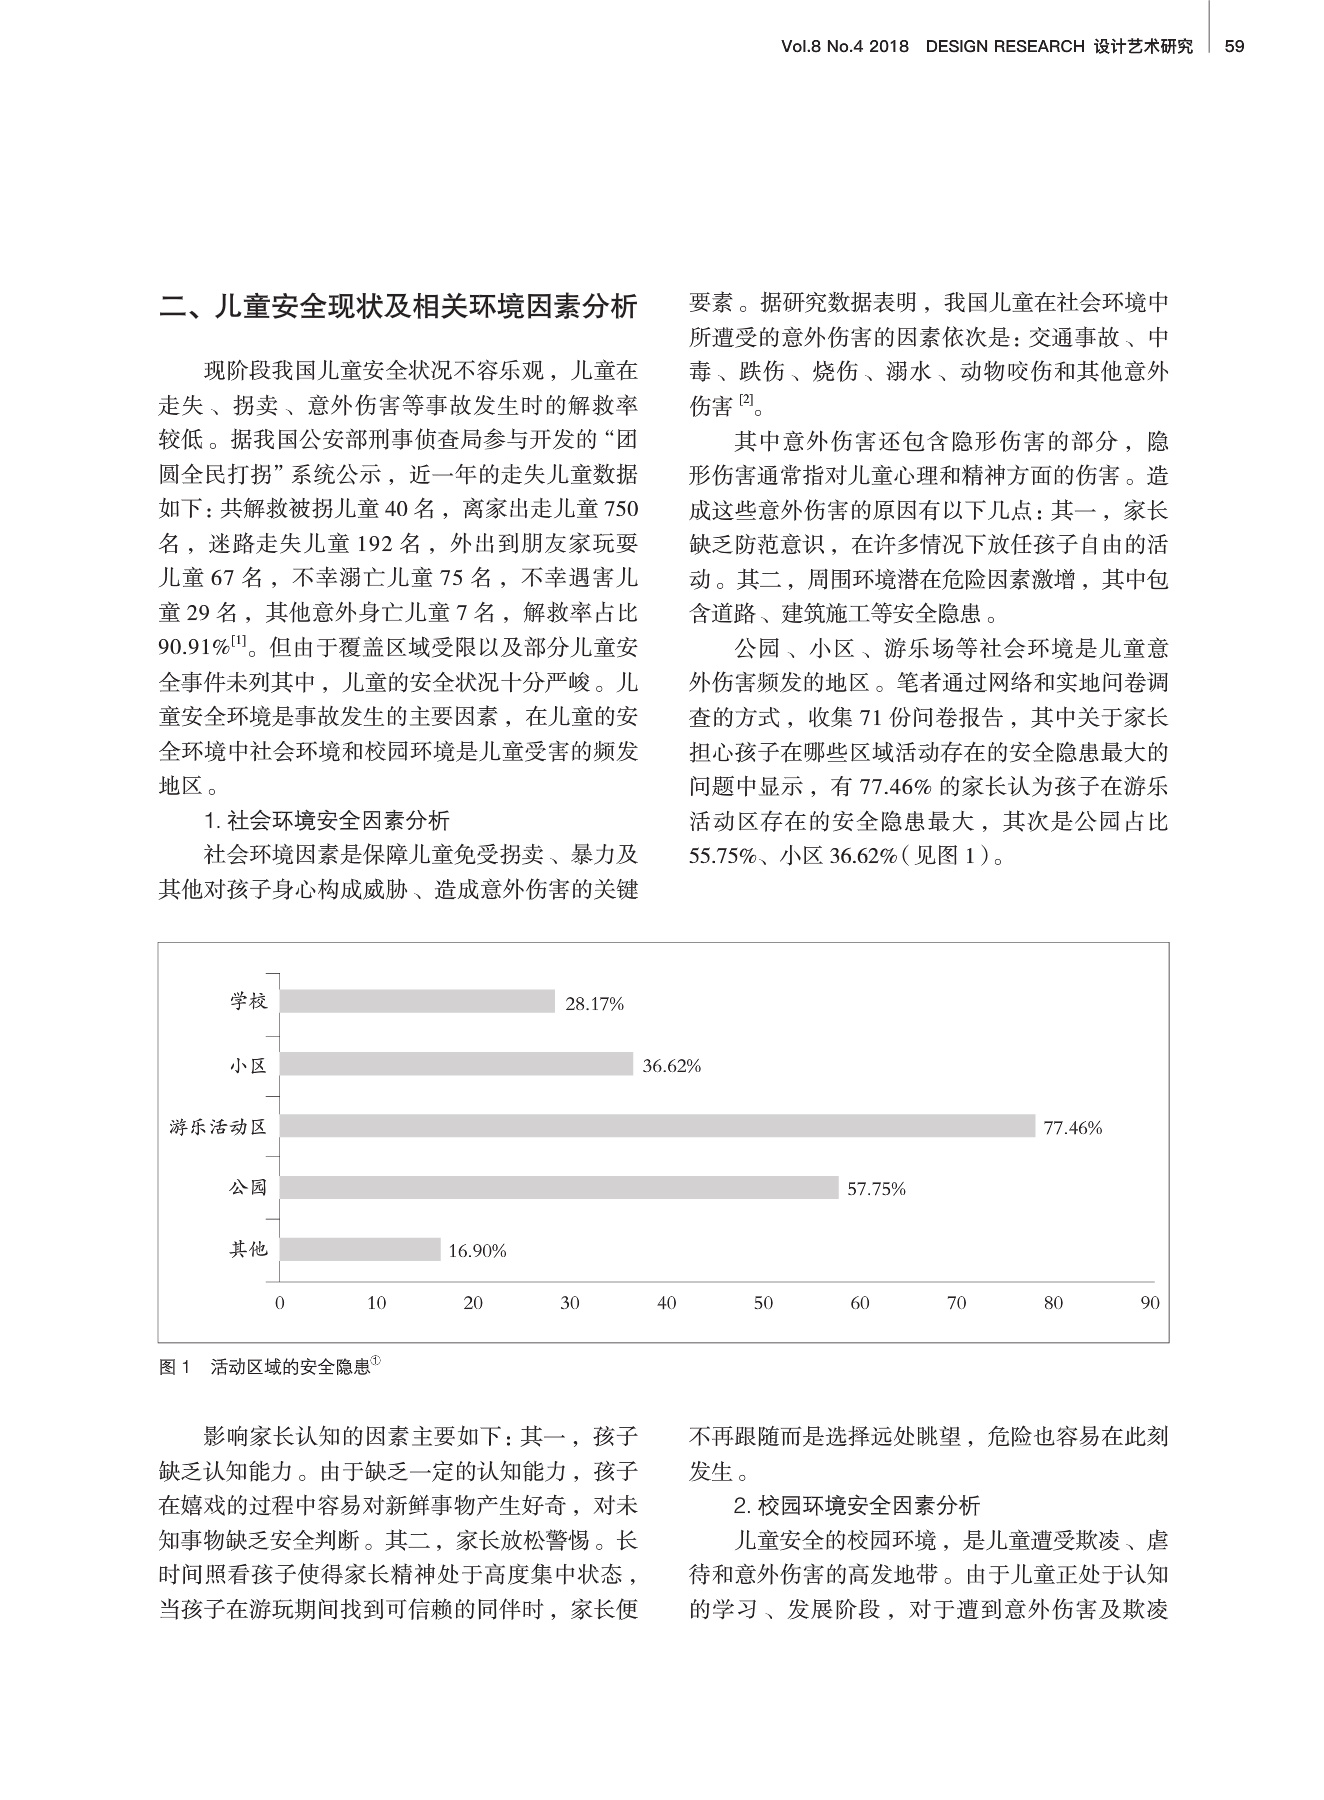 Vol.8 No.4 2018 DESIGN RESEARCH 设计艺术研究 59
二、儿童安全现状及相关环境因素分析
现阶段我国儿童安全状况不容乐观，儿童在
走失、拐卖、意外伤害等事故发生时的解救率
较低。据我国公安部刑事侦查局参与开发的“团
圆全民打拐”系统公示，近一年的走失儿童数据
如下：共解救被拐儿童 40 名，离家出走儿童 750
名，迷路走失儿童 192 名，外出到朋友家玩耍
儿童 67 名，不幸溺亡儿童 75 名，不幸遇害儿
童 29 名，其他意外身亡儿童 7 名，解救率占比
90.91%[1]。但由于覆盖区域受限以及部分儿童安
全事件未列其中，儿童的安全状况十分严峻。儿
童安全环境是事故发生的主要因素，在儿童的安
全环境中社会环境和校园环境是儿童受害的频发
地区。
1. 社会环境安全因素分析
社会环境因素是保障儿童免受拐卖、暴力及
其他对孩子身心构成威胁、造成意外伤害的关键
要素。据研究数据表明，我国儿童在社会环境中
所遭受的意外伤害的因素依次是：交通事故、中
毒、跌伤、烧伤、溺水、动物咬伤和其他意外
伤害 [2]。
其中意外伤害还包含隐形伤害的部分，隐
形伤害通常指对儿童心理和精神方面的伤害。造
成这些意外伤害的原因有以下几点：其一，家长
缺乏防范意识，在许多情况下放任孩子自由的活
动。其二，周围环境潜在危险因素激增，其中包
含道路、建筑施工等安全隐患。
公园、小区、游乐场等社会环境是儿童意
外伤害频发的地区。笔者通过网络和实地问卷调
查的方式，收集 71 份问卷报告，其中关于家长
担心孩子在哪些区域活动存在的安全隐患最大的
问题中显示，有 77.46% 的家长认为孩子在游乐
活动区存在的安全隐患最大，其次是公园占比
55.75%、小区 36.62%（见图 1）。
学校 28.17%
小区 36.62%
游乐活动区 77.46%
公园 57.75%
其他 16.90%
0 10 20 30 40 50 60 70 80 90
图 1 活动区域的安全隐患①
影响家长认知的因素主要如下：其一，孩子
缺乏认知能力。由于缺乏一定的认知能力，孩子
在嬉戏的过程中容易对新鲜事物产生好奇，对未
知事物缺乏安全判断。其二，家长放松警惕。长
时间照看孩子使得家长精神处于高度集中状态，
当孩子在游玩期间找到可信赖的同伴时，家长便
不再跟随而是选择远处眺望，危险也容易在此刻
发生。
2. 校园环境安全因素分析
儿童安全的校园环境，是儿童遭受欺凌、虐
待和意外伤害的高发地带。由于儿童正处于认知
的学习、发展阶段，对于遭到意外伤害及欺凌